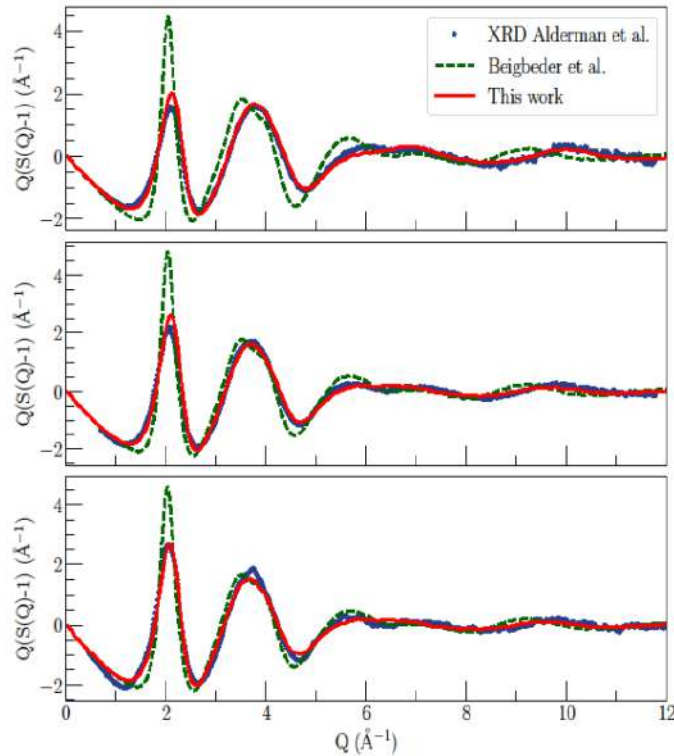 XRD Alderman et al.
Beigbeder et al.
This work
Q(S(Q)-1) (Å⁻¹)
4
2
0
−2
Q(S(Q)-1) (Å⁻¹)
4
2
0
−2
Q(S(Q)-1) (Å⁻¹)
4
2
0
−2
0 2 4 6 8 10 12
Q (Å⁻¹)